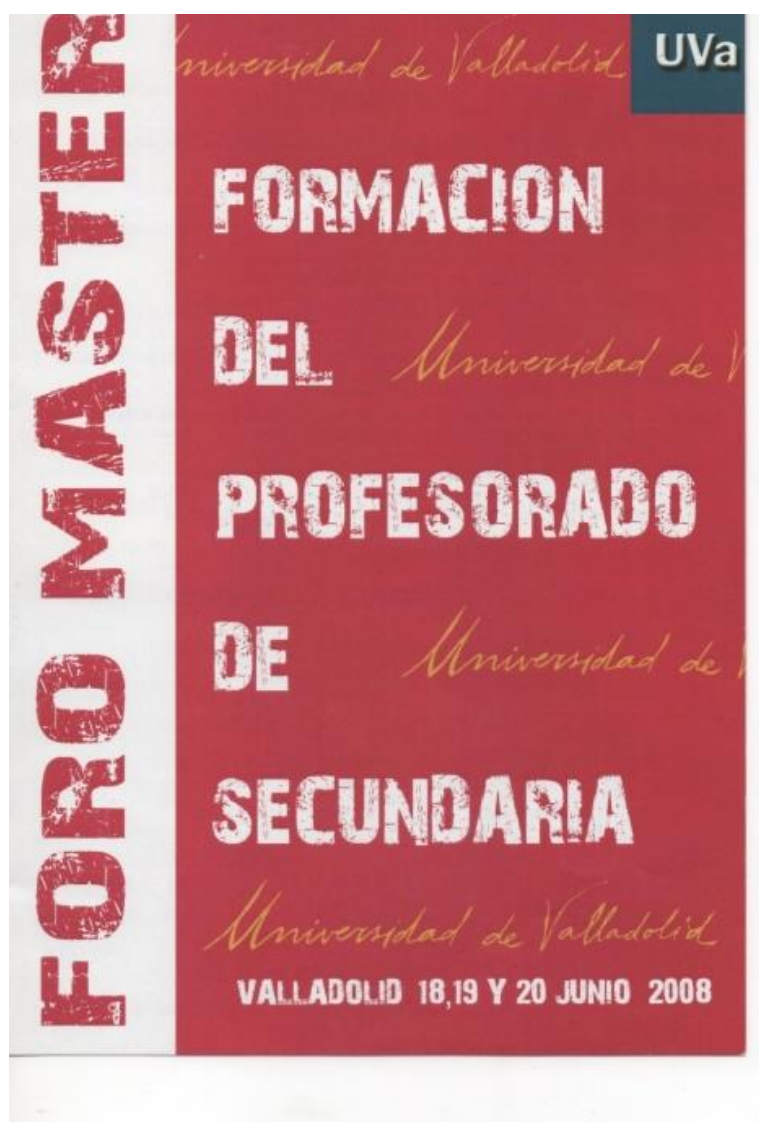 FORO MASTER
Universidad de Valladolid
UVa
FORMACION
DEL
Universidad de V
PROFESORADO
DE
Universidad de V
SECUNDARIA
Universidad de Valladolid
VALLADOLID 18,19 Y 20 JUNIO 2008